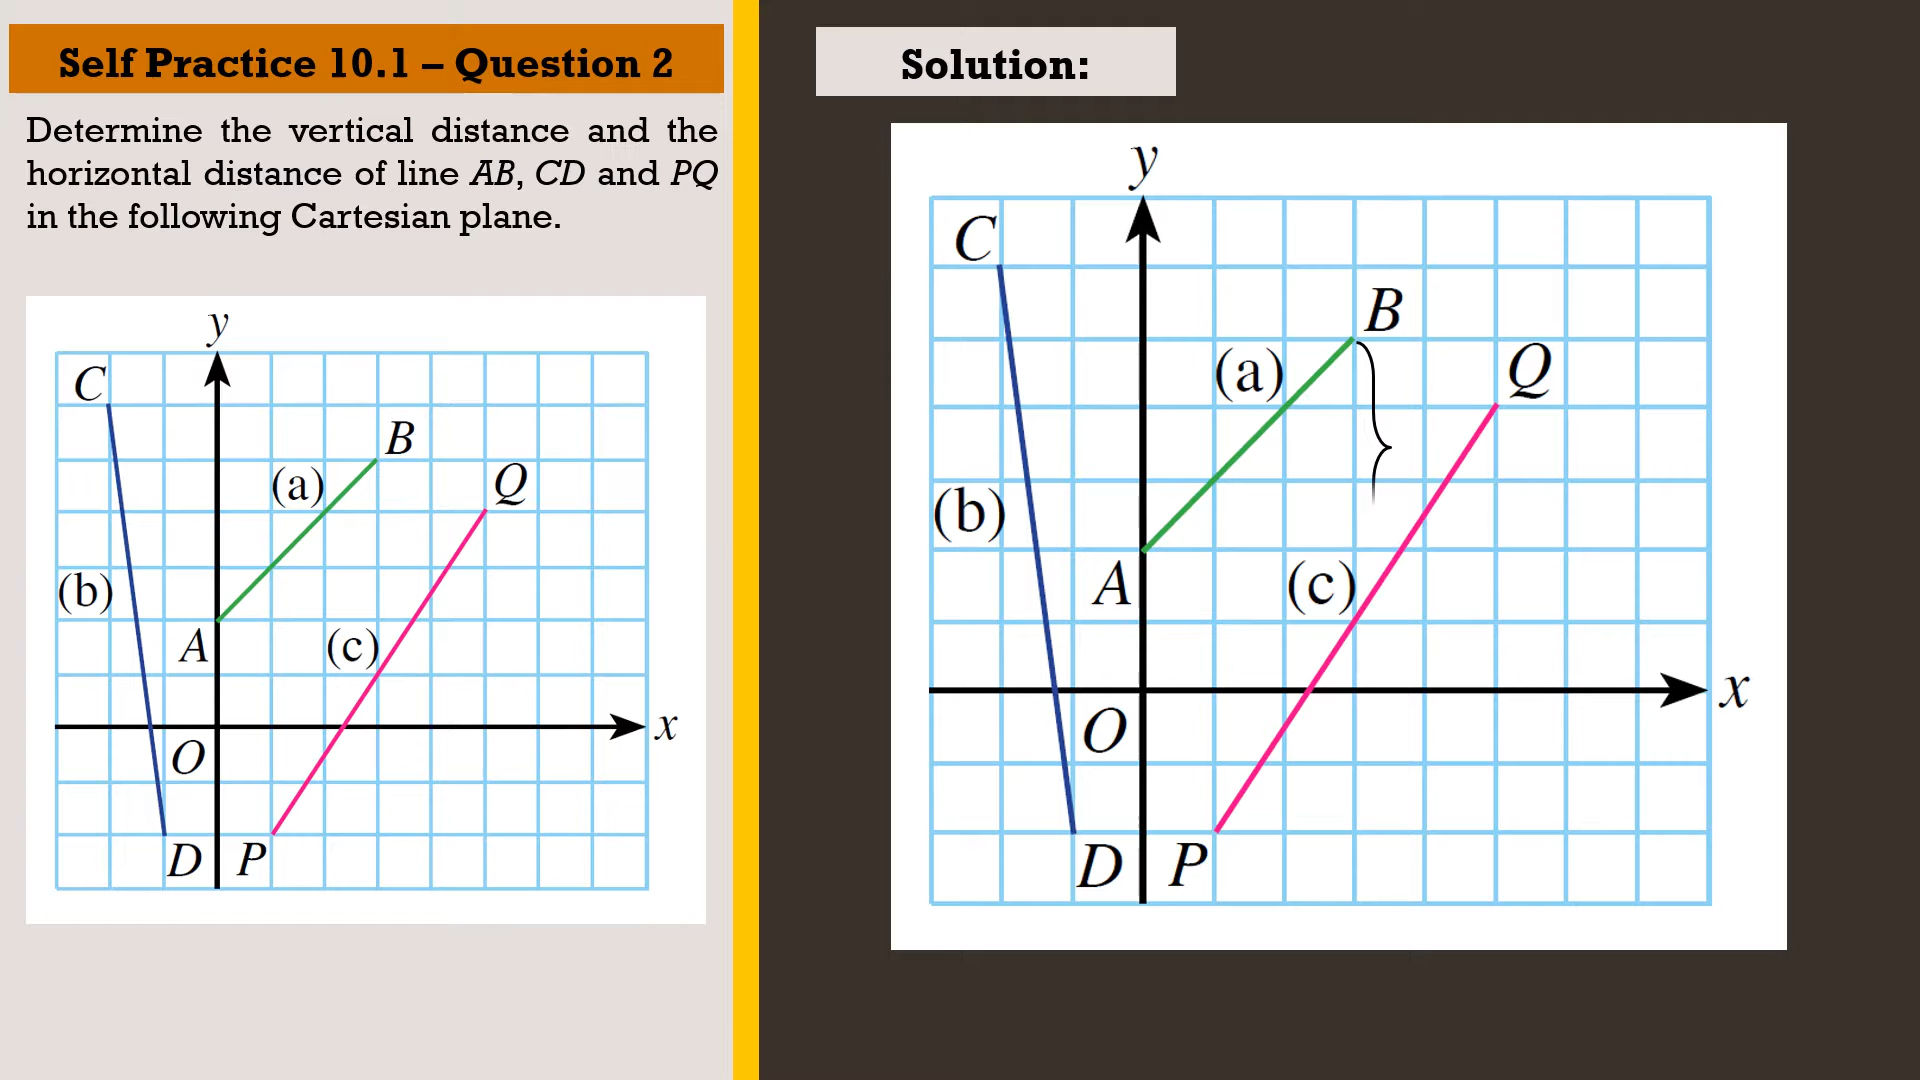 Self Practice 10.1 – Question 2
Determine the vertical distance and the
horizontal distance of line AB, CD and PQ
in the following Cartesian plane.
y
C
B
(a)
Q
(b)
A
(c)
x
O
D
P
Solution:
y
C
B
(a)
Q
(b)
A
(c)
x
O
D
P